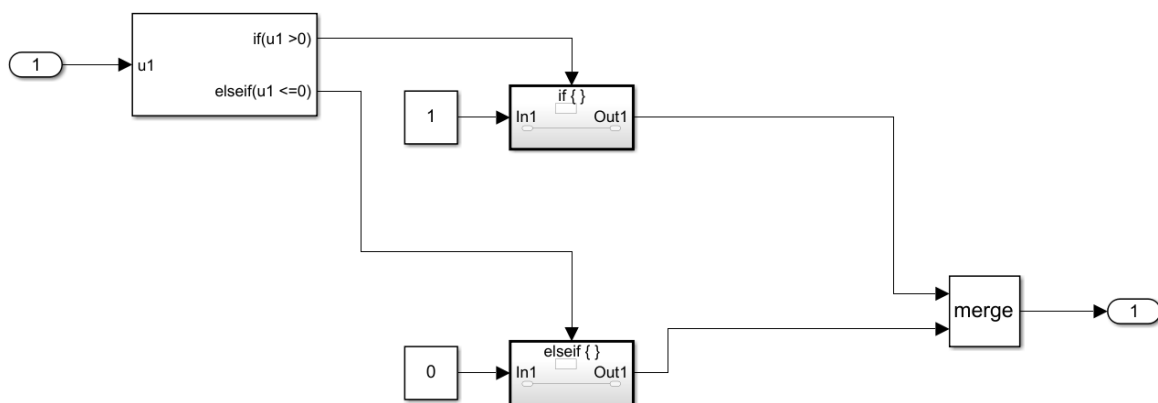 if(u1 >0)
1
u1
elseif(u1 <=0)
if { }
1
In1
Out1
merge
1
elseif { }
0
In1
Out1